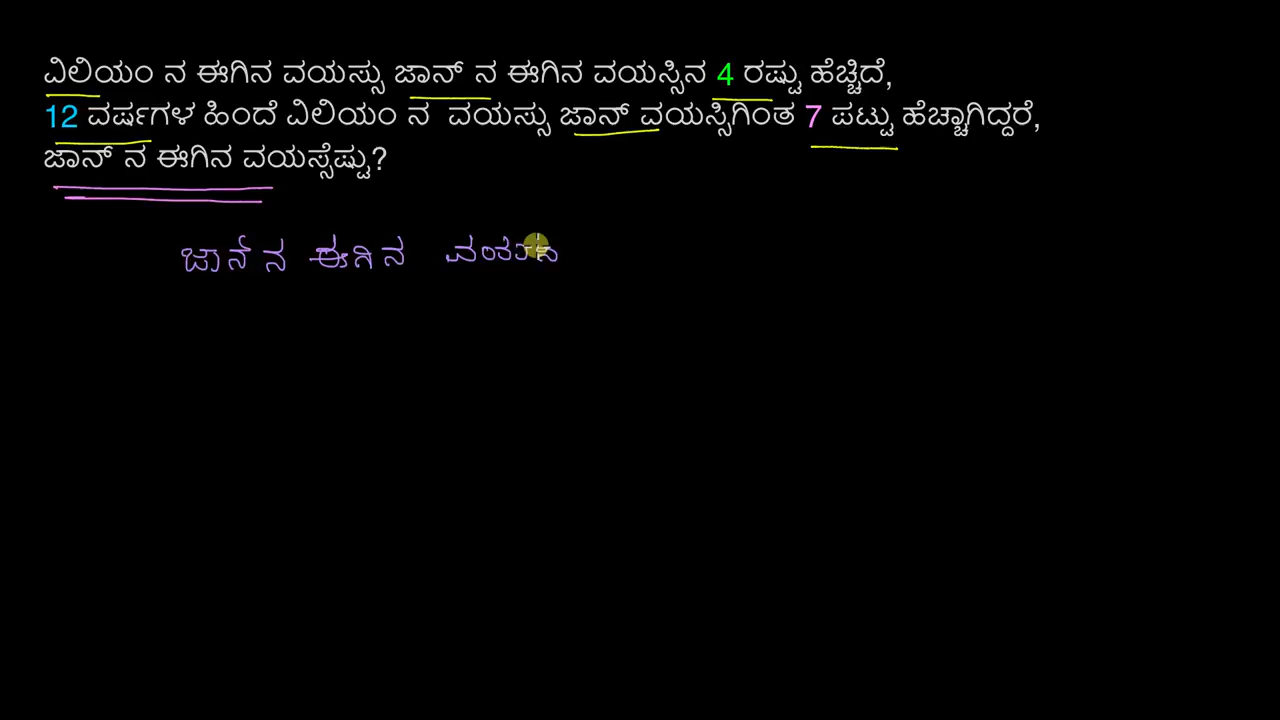 ವಿಲಿಯಂ ನ ಈಗಿನ ವಯಸ್ಸು ಜಾನ್ ನ ಈಗಿನ ವಯಸ್ಸಿನ 4 ರಷ್ಟು ಹೆಚ್ಚಿದೆ,
12 ವರ್ಷಗಳ ಹಿಂದೆ ವಿಲಿಯಂ ನ ವಯಸ್ಸು ಜಾನ್ ವಯಸ್ಸಿಗಿಂತ 7 ಪಟ್ಟು ಹೆಚ್ಚಾಗಿದ್ದರೆ,
ಜಾನ್ ನ ಈಗಿನ ವಯಸ್ಸೆಷ್ಟು?
ಜಾನ್ ನ ಈಗಿನ